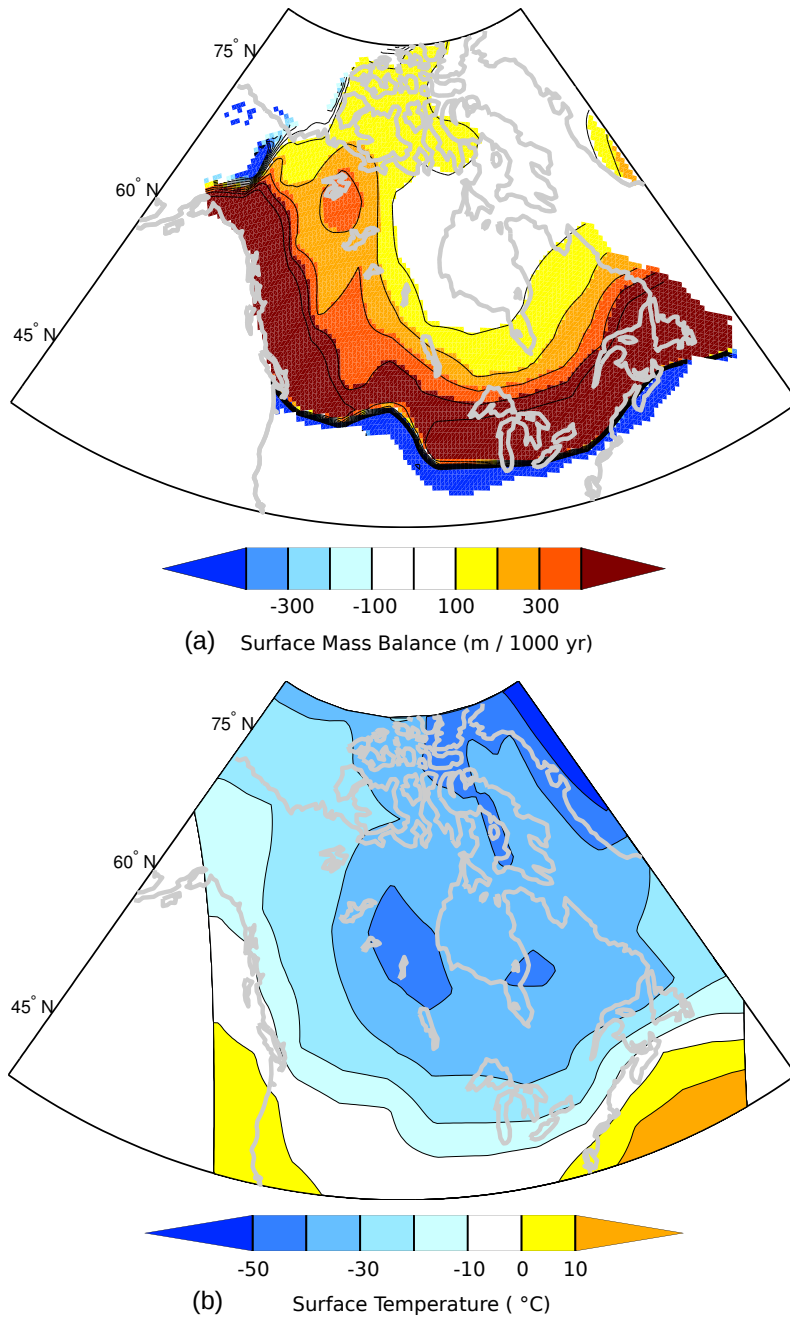 75° N
60° N
45° N
-300 -100 100 300
(a) Surface Mass Balance (m / 1000 yr)
75° N
60° N
45° N
-50 -30 -10 0 10
(b) Surface Temperature ( °C)